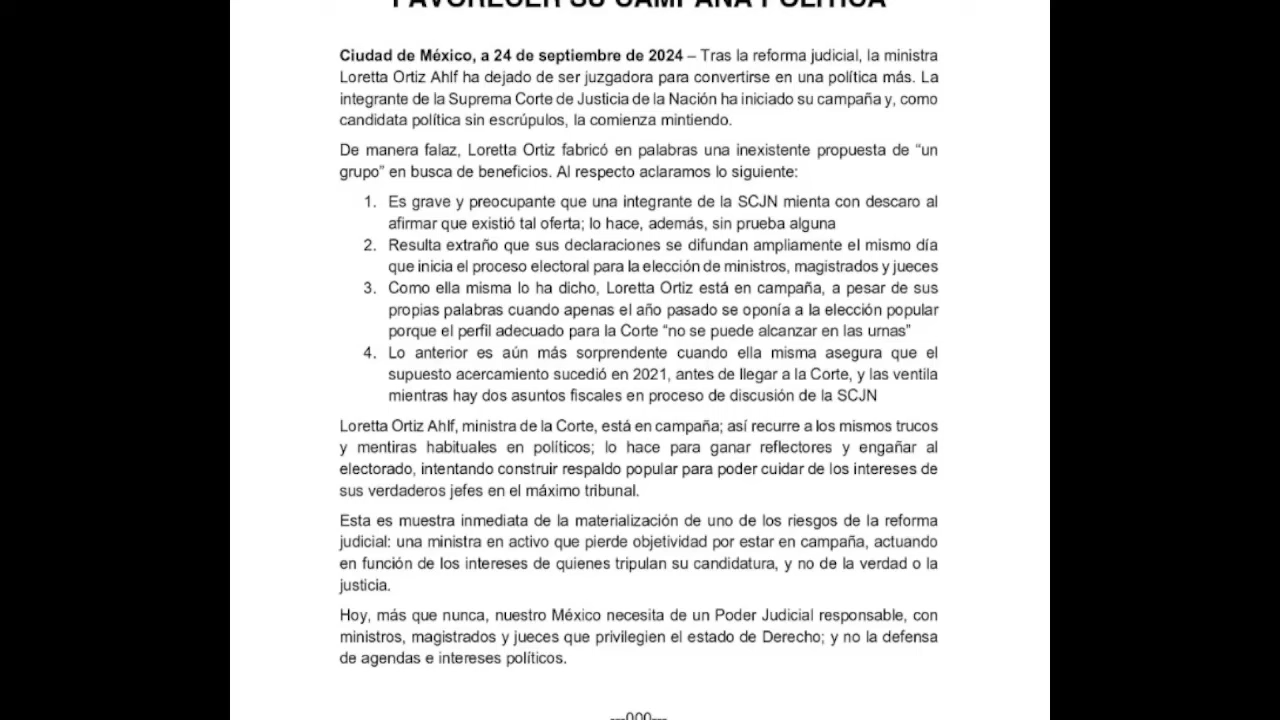 FAVORECER SU CAMPAÑA POLÍTICA
Ciudad de México, a 24 de septiembre de 2024 – Tras la reforma judicial, la ministra
Loretta Ortiz Ahlf ha dejado de ser juzgadora para convertirse en una política más. La
integrante de la Suprema Corte de Justicia de la Nación ha iniciado su campaña y, como
candidata política sin escrúpulos, la comienza mintiendo.
De manera falaz, Loretta Ortiz fabricó en palabras una inexistente propuesta de “un
grupo” en busca de beneficios. Al respecto aclaramos lo siguiente:
1. Es grave y preocupante que una integrante de la SCJN mienta con descaro al
afirmar que existió tal oferta; lo hace, además, sin prueba alguna
2. Resulta extraño que sus declaraciones se difundan ampliamente el mismo día
que inicia el proceso electoral para la elección de ministros, magistrados y jueces
3. Como ella misma lo ha dicho, Loretta Ortiz está en campaña, a pesar de sus
propias palabras cuando apenas el año pasado se oponía a la elección popular
porque el perfil adecuado para la Corte “no se puede alcanzar en las urnas”
4. Lo anterior es aún más sorprendente cuando ella misma asegura que el
supuesto acercamiento sucedió en 2021, antes de llegar a la Corte, y las ventila
mientras hay dos asuntos fiscales en proceso de discusión de la SCJN
Loretta Ortiz Ahlf, ministra de la Corte, está en campaña; así recurre a los mismos trucos
y mentiras habituales en políticos; lo hace para ganar reflectores y engañar al
electorado, intentando construir respaldo popular para poder cuidar de los intereses de
sus verdaderos jefes en el máximo tribunal.
Esta es muestra inmediata de la materialización de uno de los riesgos de la reforma
judicial: una ministra en activo que pierde objetividad por estar en campaña, actuando
en función de los intereses de quienes tripulan su candidatura, y no de la verdad o la
justicia.
Hoy, más que nunca, nuestro México necesita de un Poder Judicial responsable, con
ministros, magistrados y jueces que privilegien el estado de Derecho; y no la defensa
de agendas e intereses políticos.
---000---